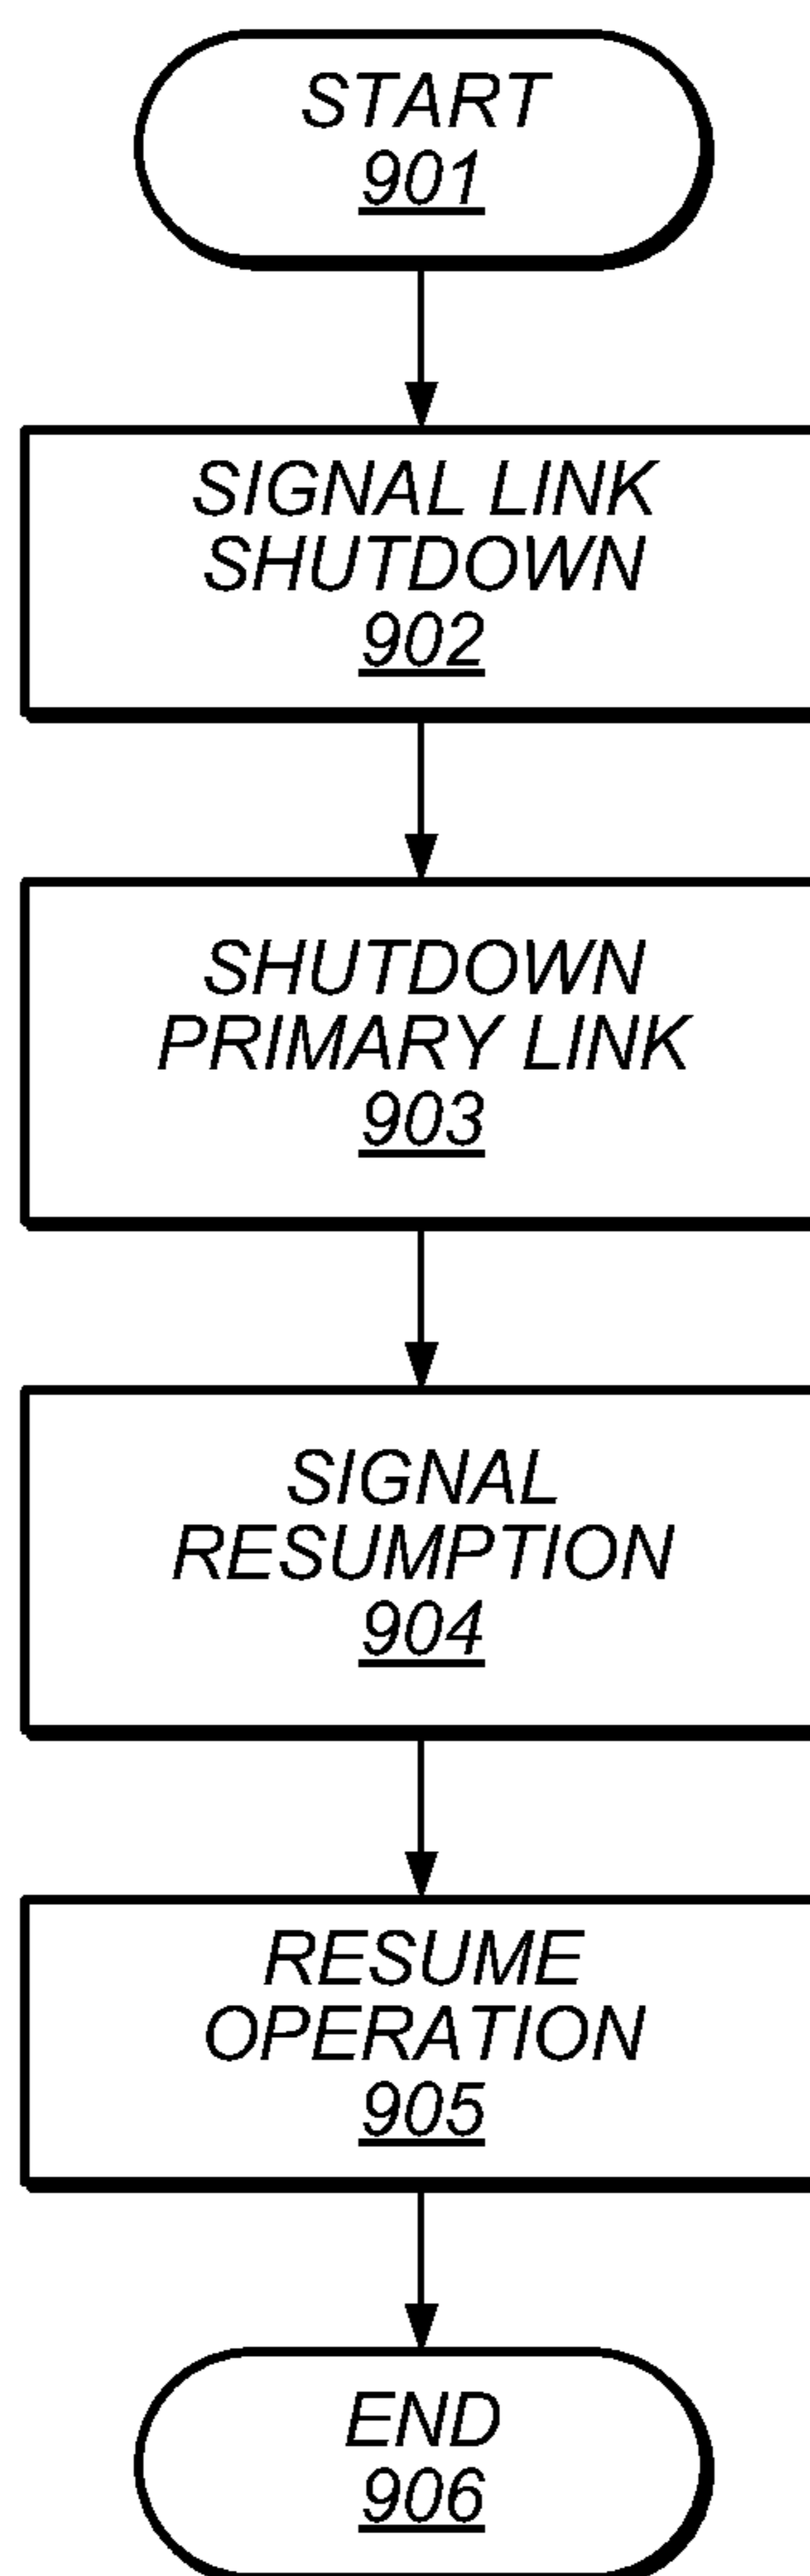 START
901
SIGNAL LINK
SHUTDOWN
902
SHUTDOWN
PRIMARY LINK
903
SIGNAL
RESUMPTION
904
RESUME
OPERATION
905
END
906